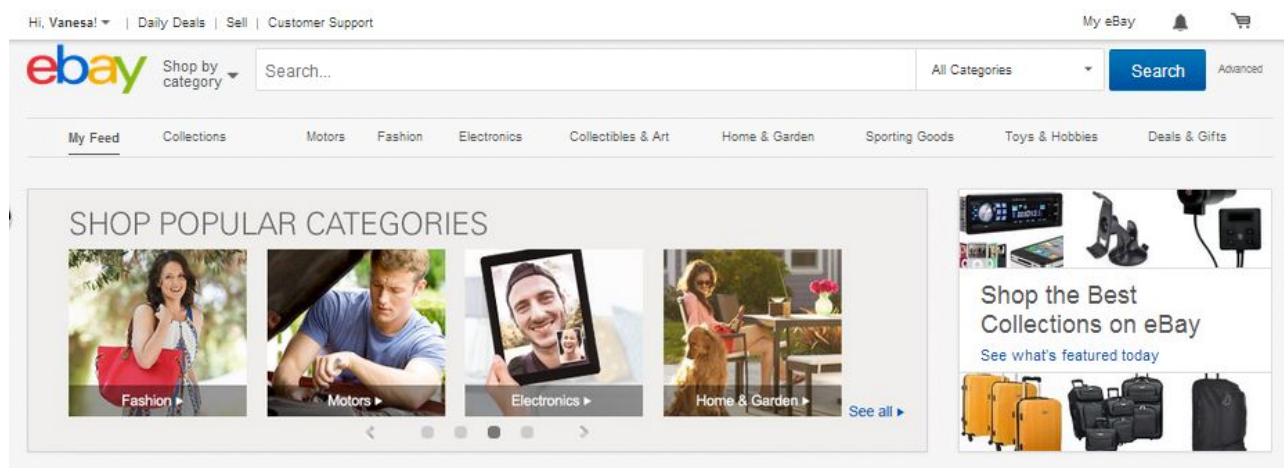 Hi, Vanesa! | Daily Deals | Sell | Customer Support My eBay
ebay Shop by category Search... All Categories Search Advanced
My Feed Collections Motors Fashion Electronics Collectibles & Art Home & Garden Sporting Goods Toys & Hobbies Deals & Gifts
SHOP POPULAR CATEGORIES
Fashion Motors Electronics Home & Garden See all
Shop the Best
Collections on eBay
See what's featured today